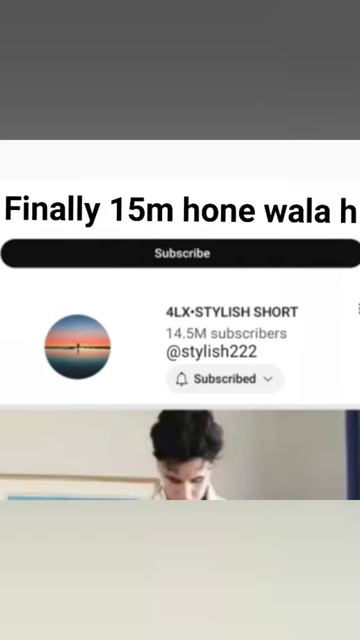 Finally 15m hone wala h
Subscribe
4LX•STYLISH SHORT
14.5M subscribers
@stylish222
Subscribed